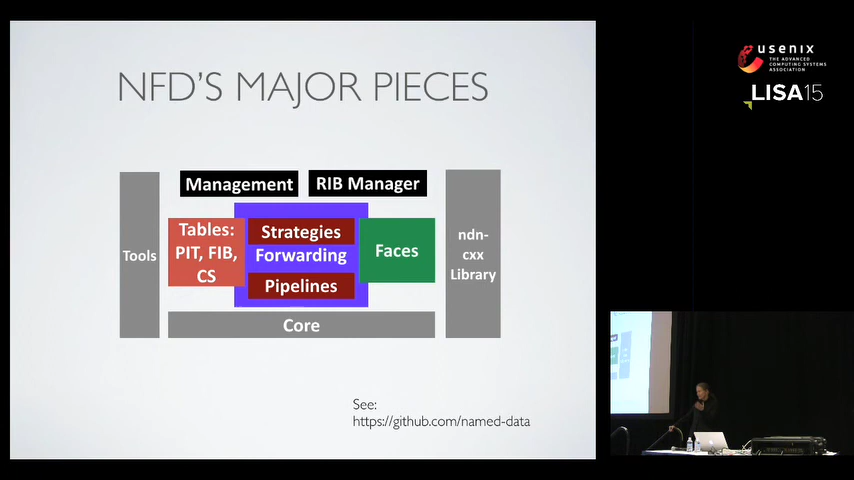 NFD'S MAJOR PIECES
Management
RIB Manager
Tools
Tables:
PIT, FIB,
CS
Strategies
Forwarding
Pipelines
Faces
ndn-
cxx
Library
Core
See:
https://github.com/named-data
usenix
THE ADVANCED
COMPUTING SYSTEMS
ASSOCIATION
LISA15